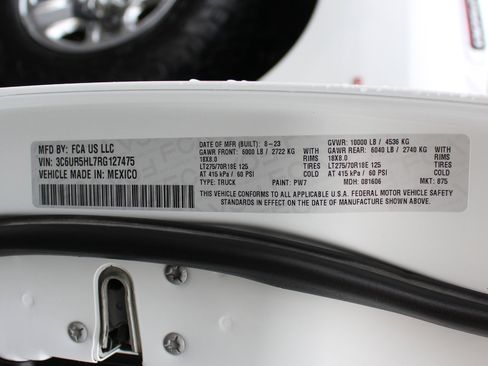 MFD BY: FCA US LLC
VIN: 3C6UR5HL7RG127475
VEHICLE MADE IN: MEXICO
DATE OF MFR (BUILT): 8-23
GVWR: 10000 LB / 4536 KG
GAWR FRONT: 6000 LB / 2722 KG
GAWR REAR: 6040 LB / 2740 KG
18X8.0 RIMS
18X8.0 RIMS
LT275/70R18E 125 TIRES
LT275/70R18E 125 TIRES
AT 415 kPa / 60 PSI COLD
AT 415 kPa / 60 PSI COLD
TYPE: TRUCK PAINT: PW7 MDH: 081606 MKT: 875
THIS VEHICLE CONFORMS TO ALL APPLICABLE U.S.A. FEDERAL MOTOR VEHICLE SAFETY
STANDARDS IN EFFECT ON THE DATE OF MANUFACTURE SHOWN ABOVE